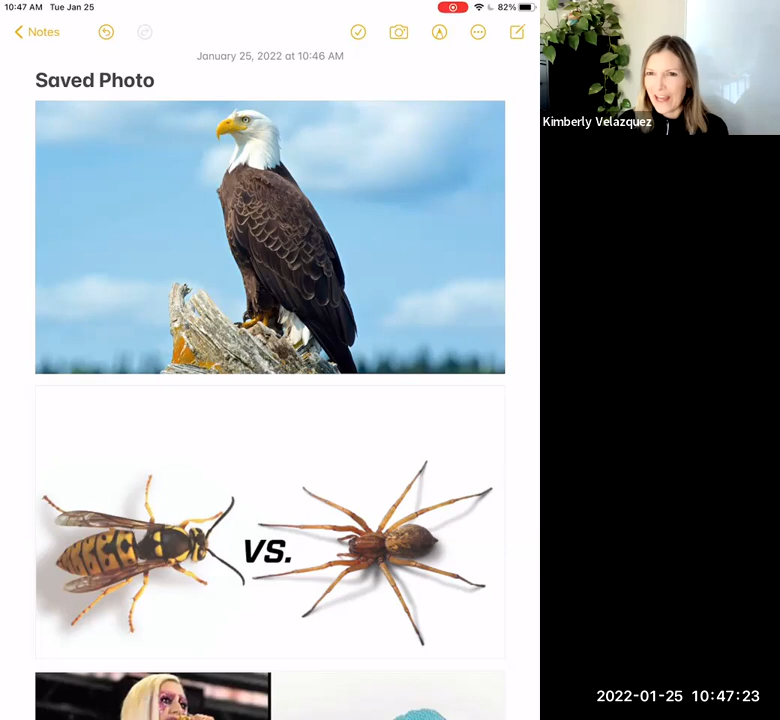 10:47 AM Tue Jan 25
82%
Notes
January 25, 2022 at 10:46 AM
Saved Photo
Kimberly Velazquez
VS.
2022-01-25 10:47:23